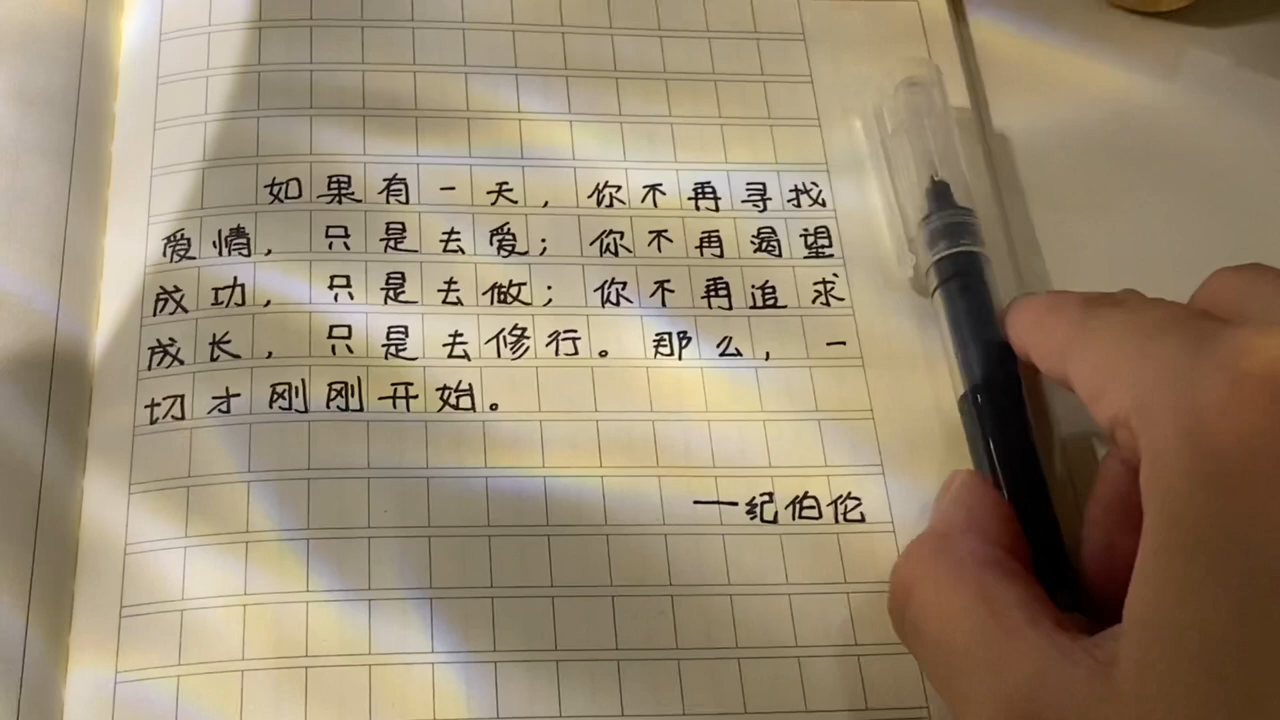 如果有一天，你不再寻找
爱情，只是去爱；你不再渴望
成功，只是去做；你不再追求
成长，只是去修行。那么，一
切才刚刚开始。
——纪伯伦